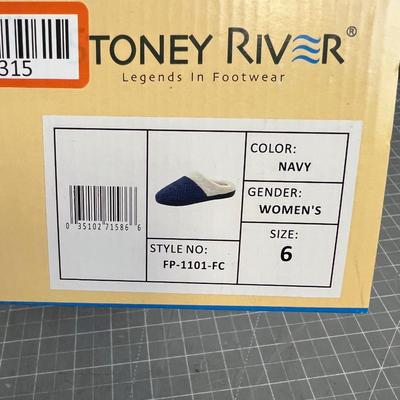 315
STONEY RIVER®
Legends In Footwear
COLOR:
NAVY
GENDER:
WOMEN'S
0 35102 71586 6
STYLE NO:
FP-1101-FC
SIZE:
6